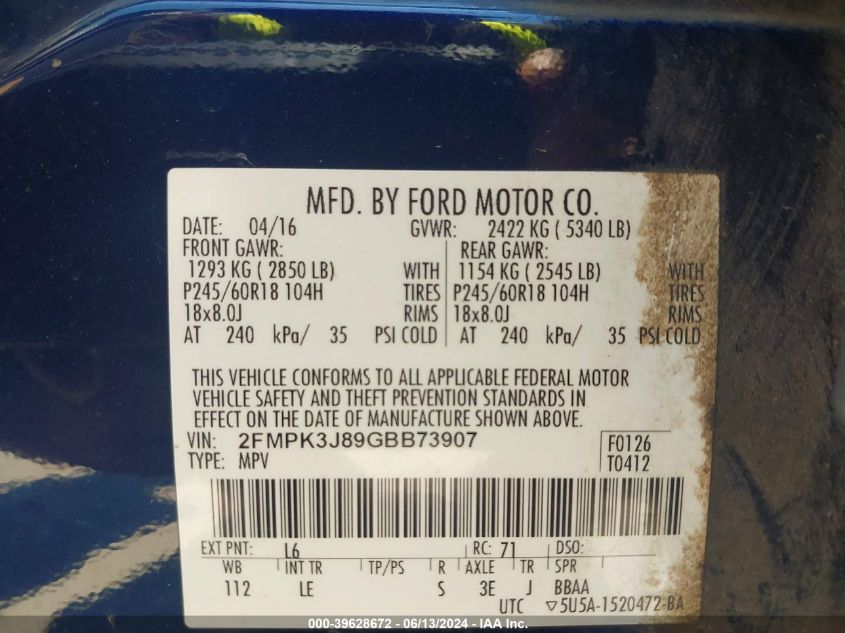 MFD. BY FORD MOTOR CO.
DATE: 04/16 GVWR: 2422 KG ( 5340 LB)
FRONT GAWR: REAR GAWR:
1293 KG ( 2850 LB) WITH 1154 KG ( 2545 LB) WITH
P245/60R18 104H TIRES P245/60R18 104H TIRES
18x8.0J RIMS 18x8.0J RIMS
AT 240 kPa/ 35 PSI COLD AT 240 kPa/ 35 PSI COLD
THIS VEHICLE CONFORMS TO ALL APPLICABLE FEDERAL MOTOR
VEHICLE SAFETY AND THEFT PREVENTION STANDARDS IN
EFFECT ON THE DATE OF MANUFACTURE SHOWN ABOVE.
VIN: 2FMPK3J89GBB73907 F0126
TYPE: MPV T0412
EXT PNT: L6 RC: 71 DSO:
WB INT TR TP/PS R AXLE TR SPR
112 LE S 3E J BBAA
UTC ▽5U5A-1520472-BA
000-39628672 - 06/13/2024 - IAA Inc.